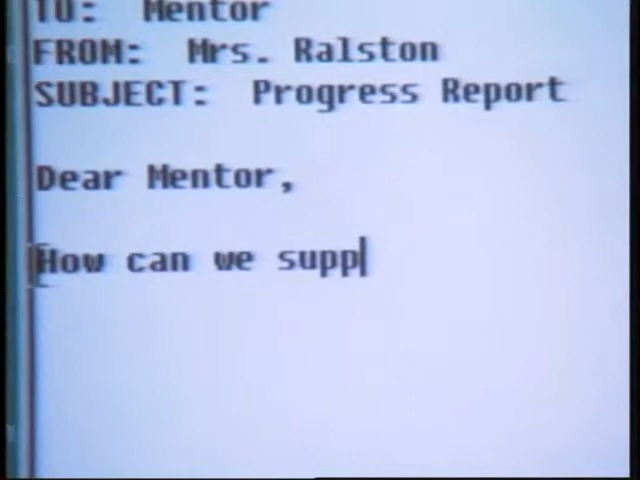 TO: Mentor
FROM: Mrs. Ralston
SUBJECT: Progress Report
Dear Mentor,
How can we supp